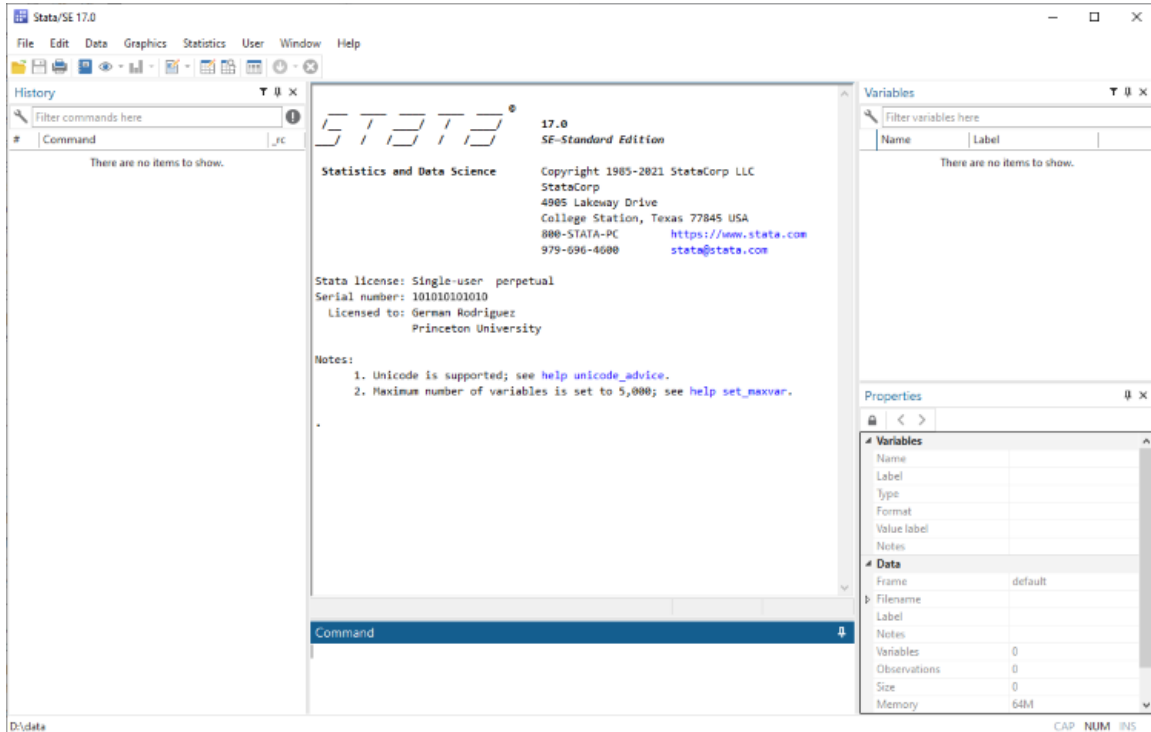 Stata/SE 17.0
File Edit Data Graphics Statistics User Window Help
History
Filter commands here
# Command _rc
There are no items to show.
STATA ®
17.0
SE—Standard Edition
Statistics and Data Science Copyright 1985-2021 StataCorp LLC
StataCorp
4905 Lakeway Drive
College Station, Texas 77845 USA
800-STATA-PC https://www.stata.com
979-696-4600 stata@stata.com
Stata license: Single-user perpetual
Serial number: 101010101010
Licensed to: German Rodriguez
Princeton University
Notes:
1. Unicode is supported; see help unicode_advice.
2. Maximum number of variables is set to 5,000; see help set_maxvar.
.
Command
Variables
Filter variables here
Name Label
There are no items to show.
Properties
Variables
Name
Label
Type
Format
Value label
Notes
Data
Frame default
Filename
Label
Notes
Variables 0
Observations 0
Size 0
Memory 64M
D:\data
CAP NUM INS